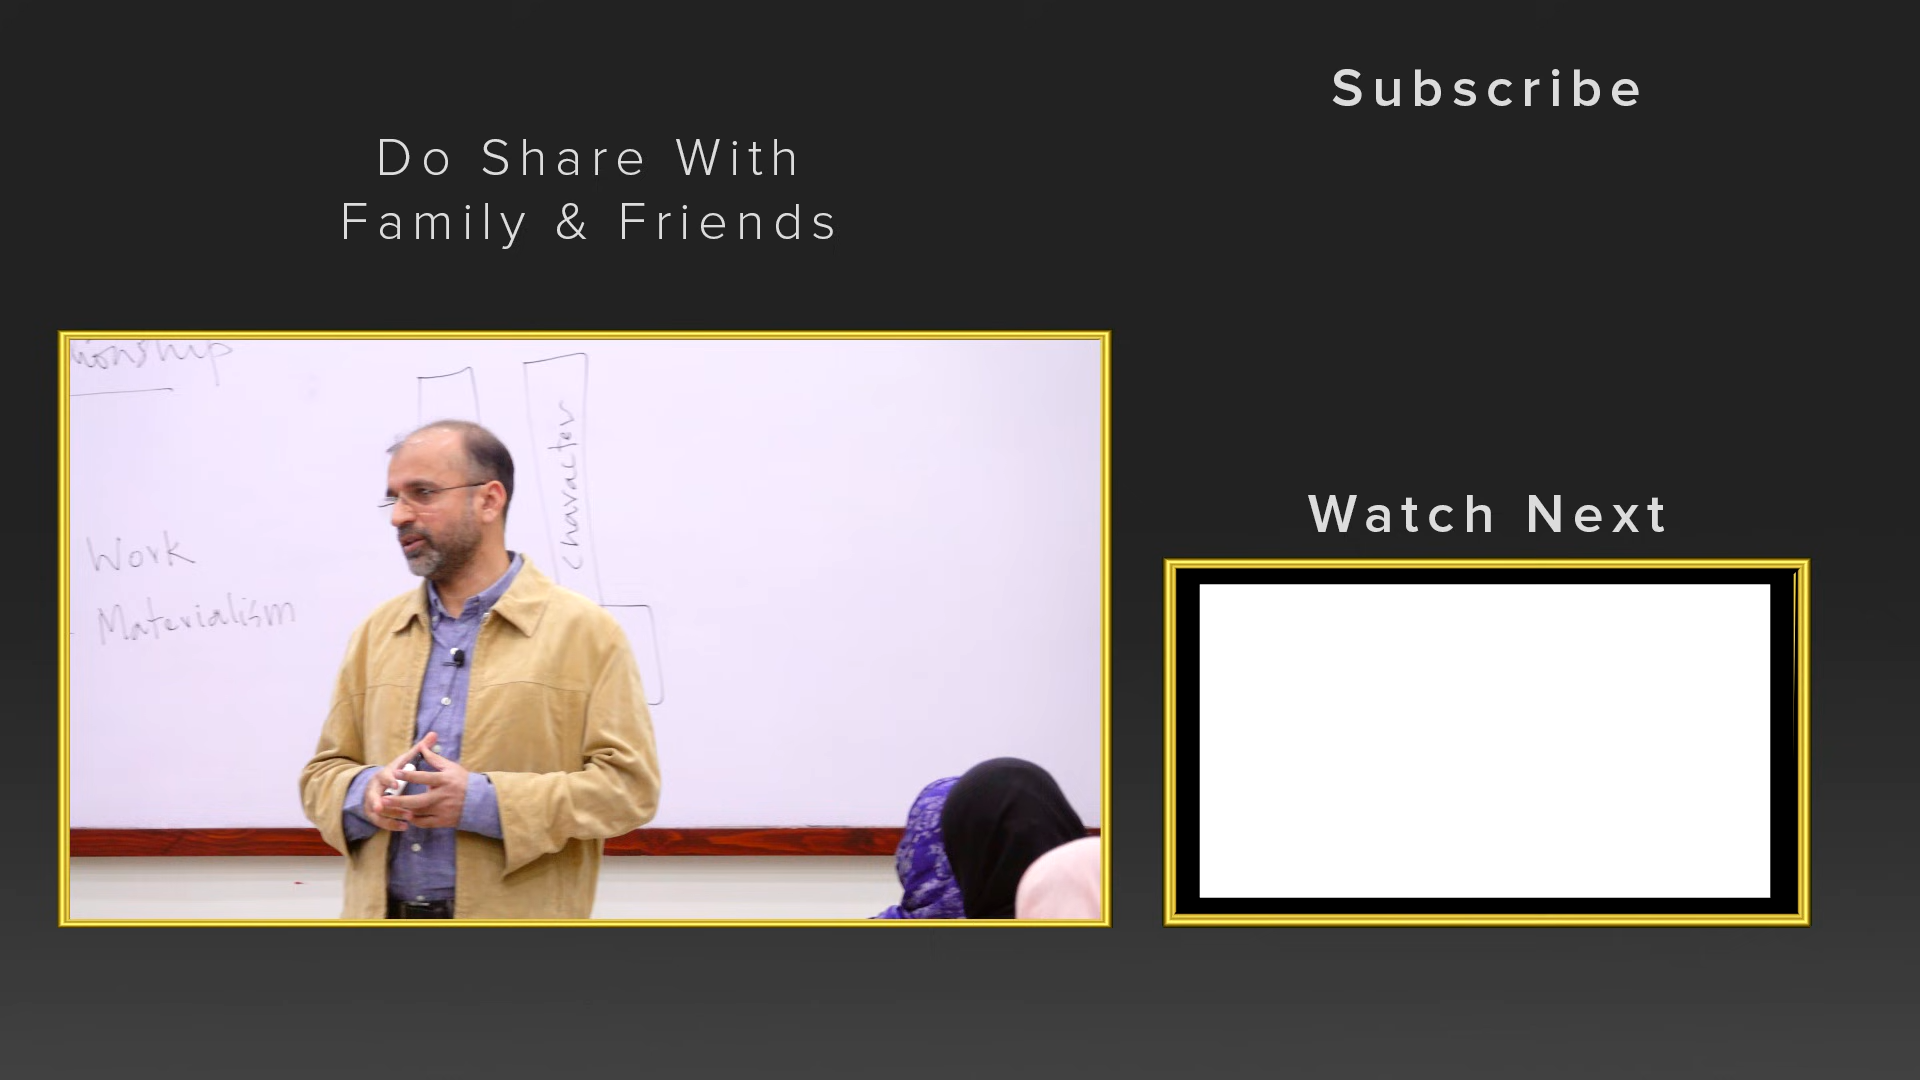 Subscribe
Do Share With
Family & Friends
character
Work
Materialism
Watch Next